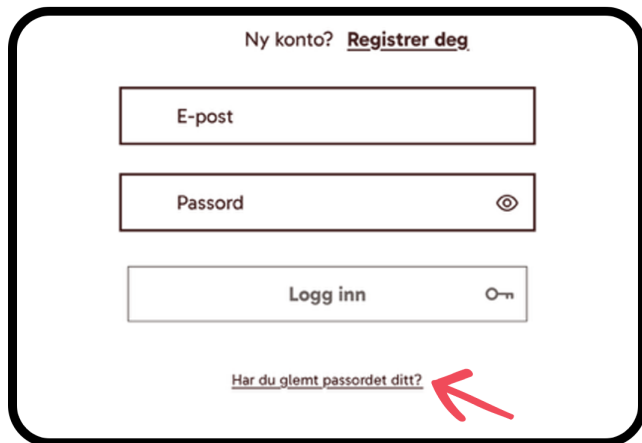 Ny konto? Registrer deg
E-post
Passord
Logg inn
Har du glemt passordet ditt?